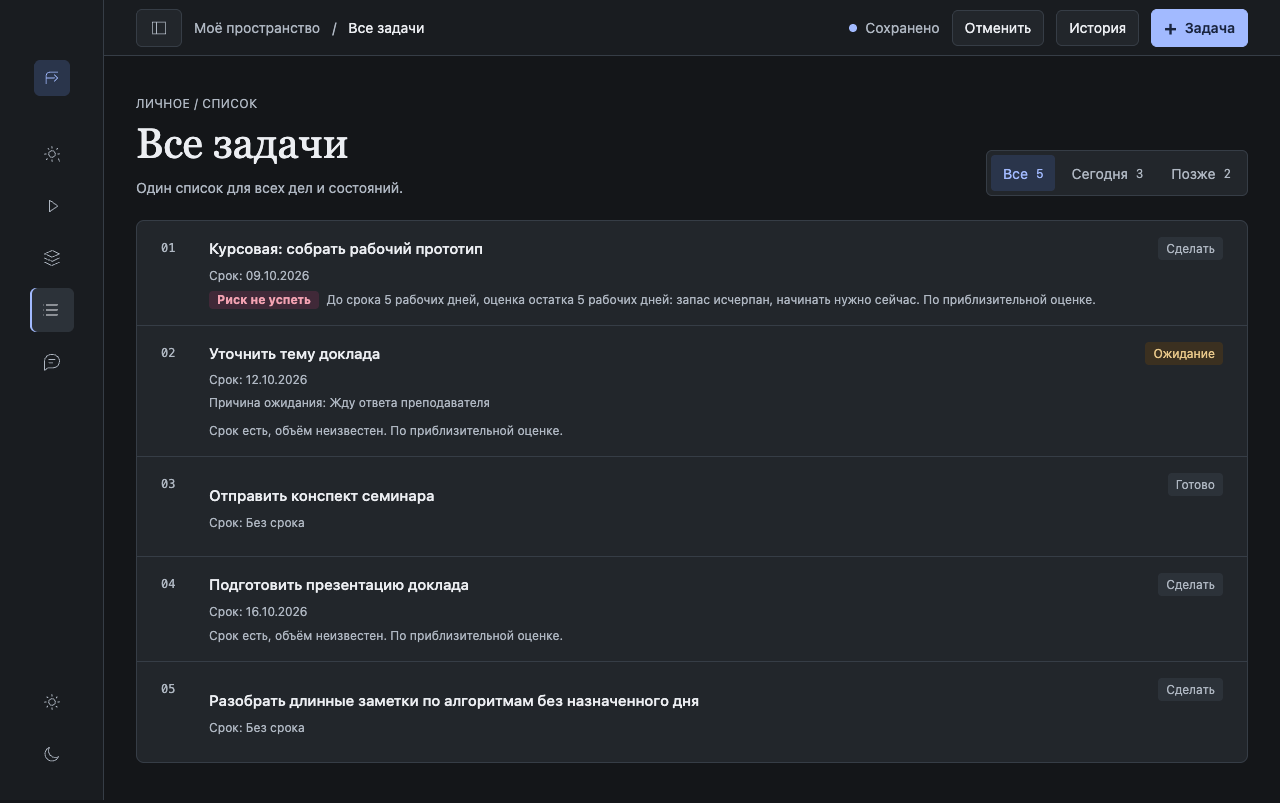 Моё пространство / Все задачи
Сохранено
Отменить
История
+ Задача
ЛИЧНОЕ / СПИСОК
Все задачи
Один список для всех дел и состояний.
Все 5
Сегодня 3
Позже 2
01
Курсовая: собрать рабочий прототип
Сделать
Срок: 09.10.2026
Риск не успеть До срока 5 рабочих дней, оценка остатка 5 рабочих дней: запас исчерпан, начинать нужно сейчас. По приблизительной оценке.
02
Уточнить тему доклада
Ожидание
Срок: 12.10.2026
Причина ожидания: Жду ответа преподавателя
Срок есть, объём неизвестен. По приблизительной оценке.
03
Отправить конспект семинара
Готово
Срок: Без срока
04
Подготовить презентацию доклада
Сделать
Срок: 16.10.2026
Срок есть, объём неизвестен. По приблизительной оценке.
05
Разобрать длинные заметки по алгоритмам без назначенного дня
Сделать
Срок: Без срока